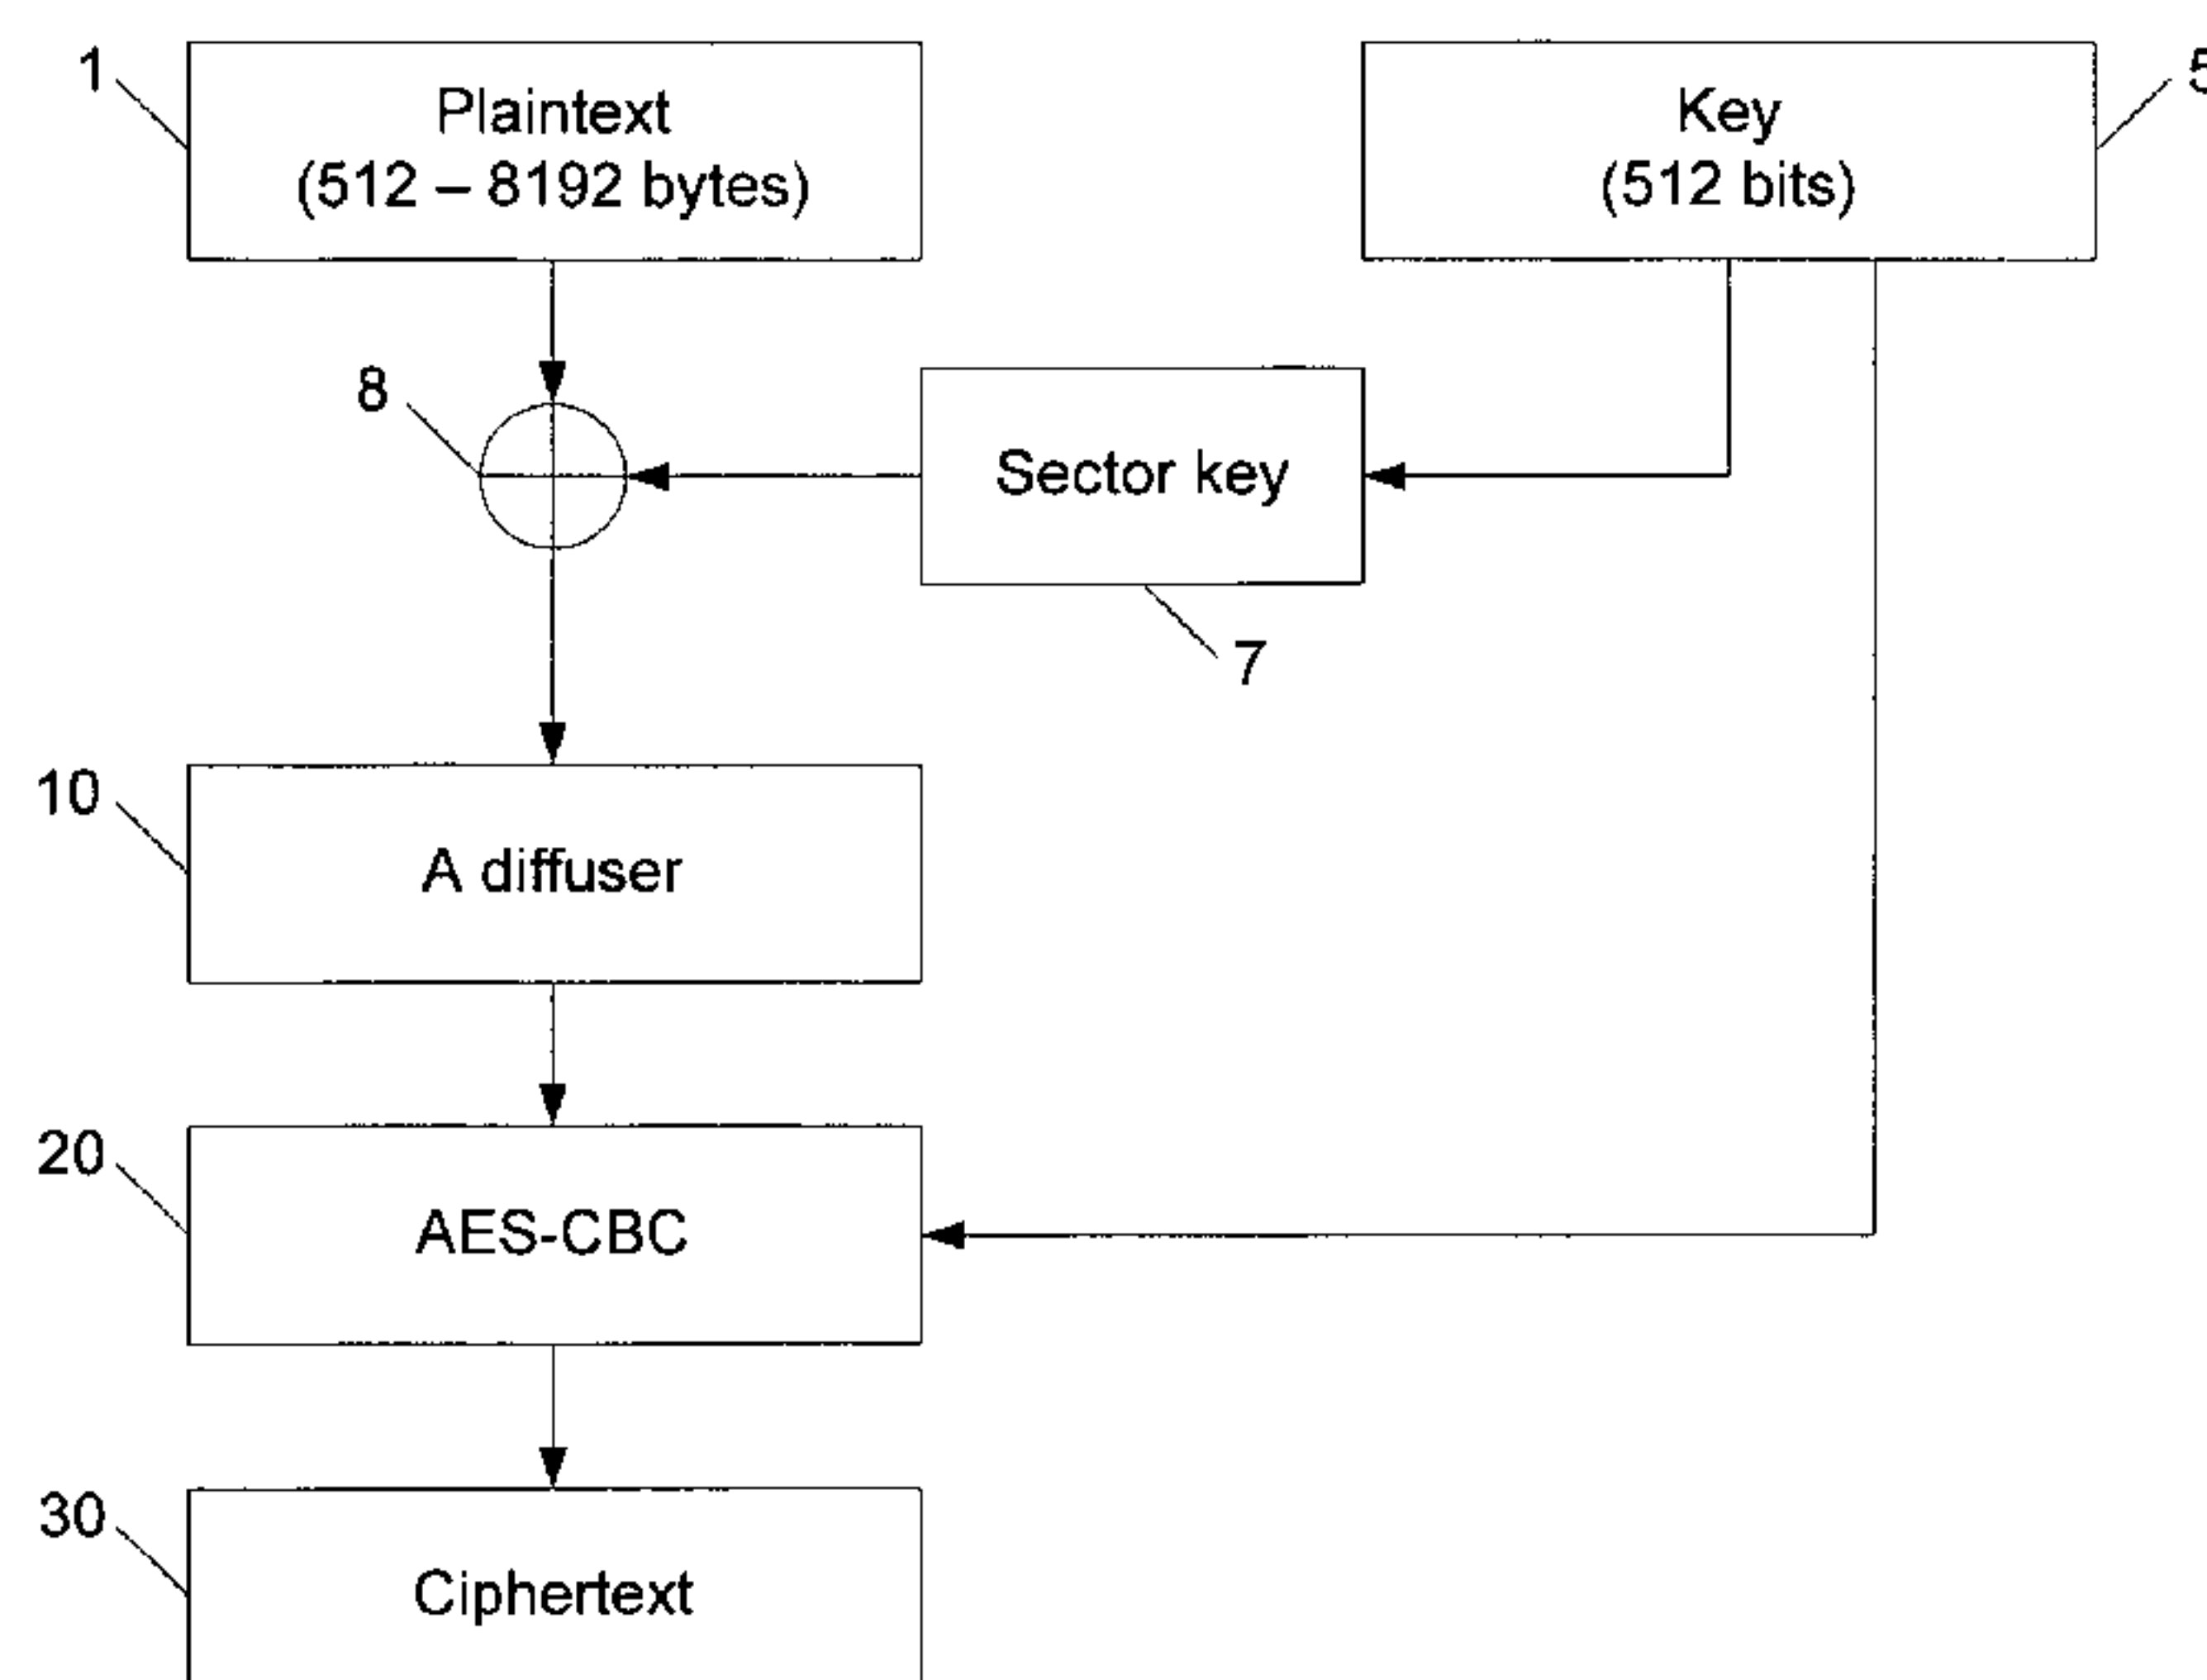 1
Plaintext
(512 – 8192 bytes)
Key
(512 bits)
5
8
Sector key
7
10
A diffuser
20
AES-CBC
30
Ciphertext